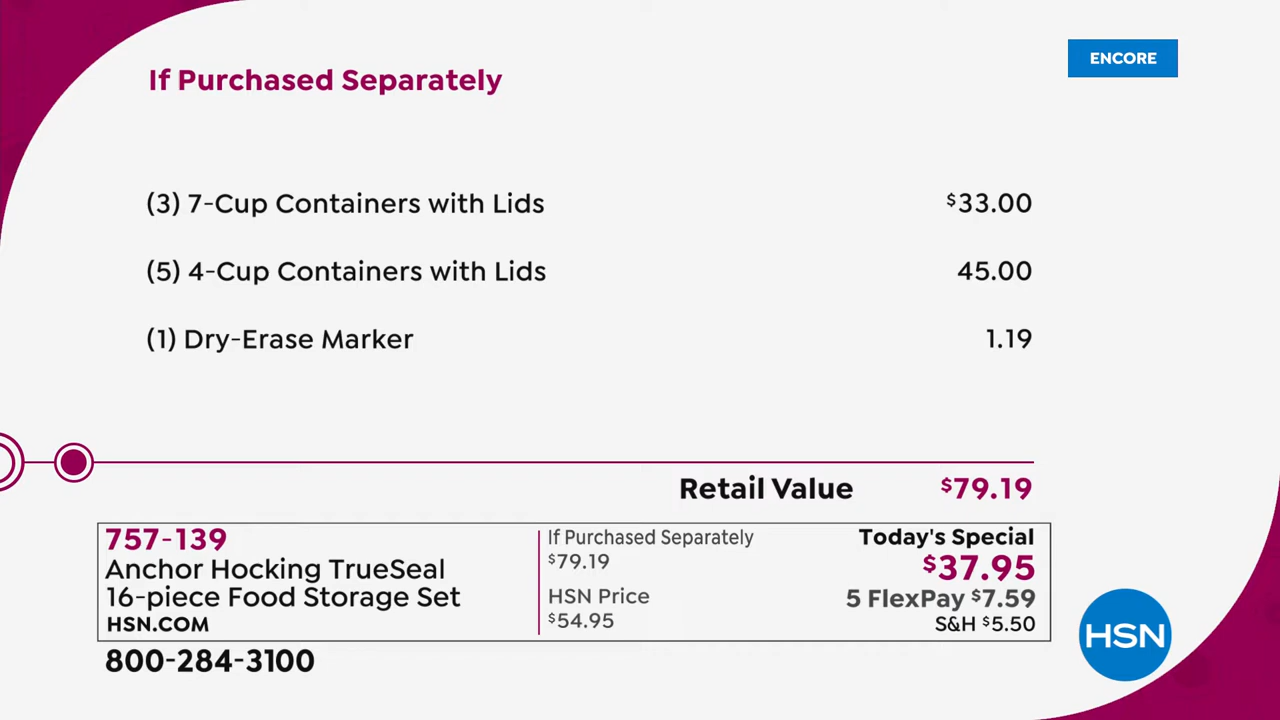 If Purchased Separately
ENCORE
(3) 7-Cup Containers with Lids $33.00
(5) 4-Cup Containers with Lids 45.00
(1) Dry-Erase Marker 1.19
Retail Value $79.19
757-139
Anchor Hocking TrueSeal
16-piece Food Storage Set
HSN.COM
If Purchased Separately
$79.19
HSN Price
$54.95
Today's Special
$37.95
5 FlexPay $7.59
S&H $5.50
800-284-3100
HSN